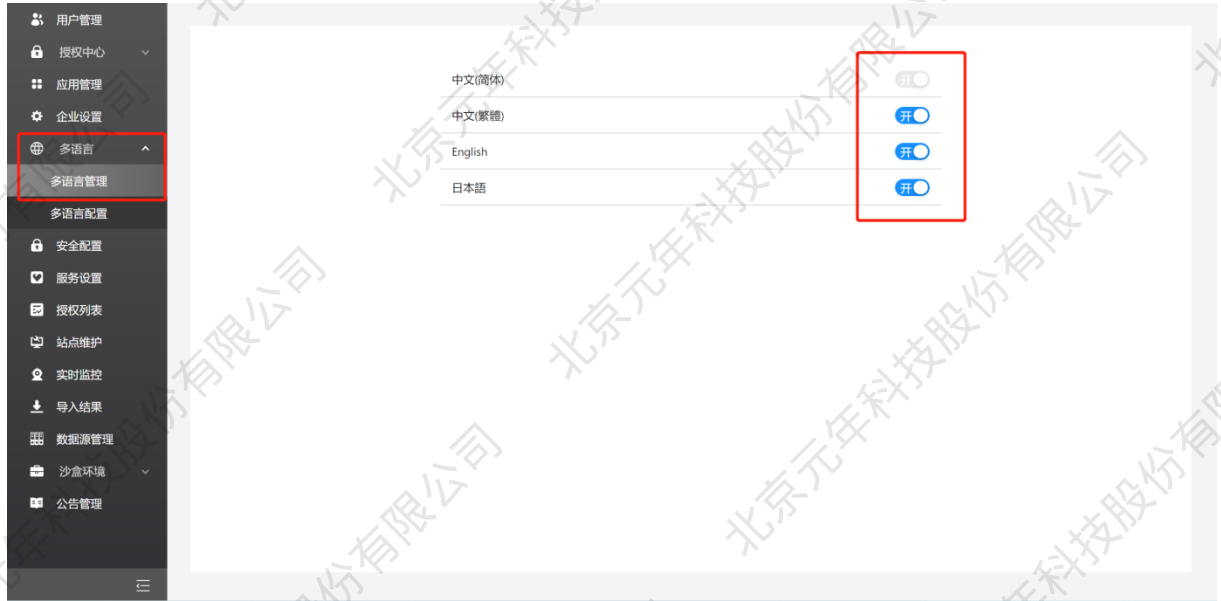 用户管理
授权中心
应用管理
企业设置
多语言
多语言管理
多语言配置
安全配置
服务设置
授权列表
站点维护
实时监控
导入结果
数据源管理
沙盒环境
公告管理
中文(简体)
开
中文(繁體)
开
English
开
日本語
开
北京元年科技股份有限公司